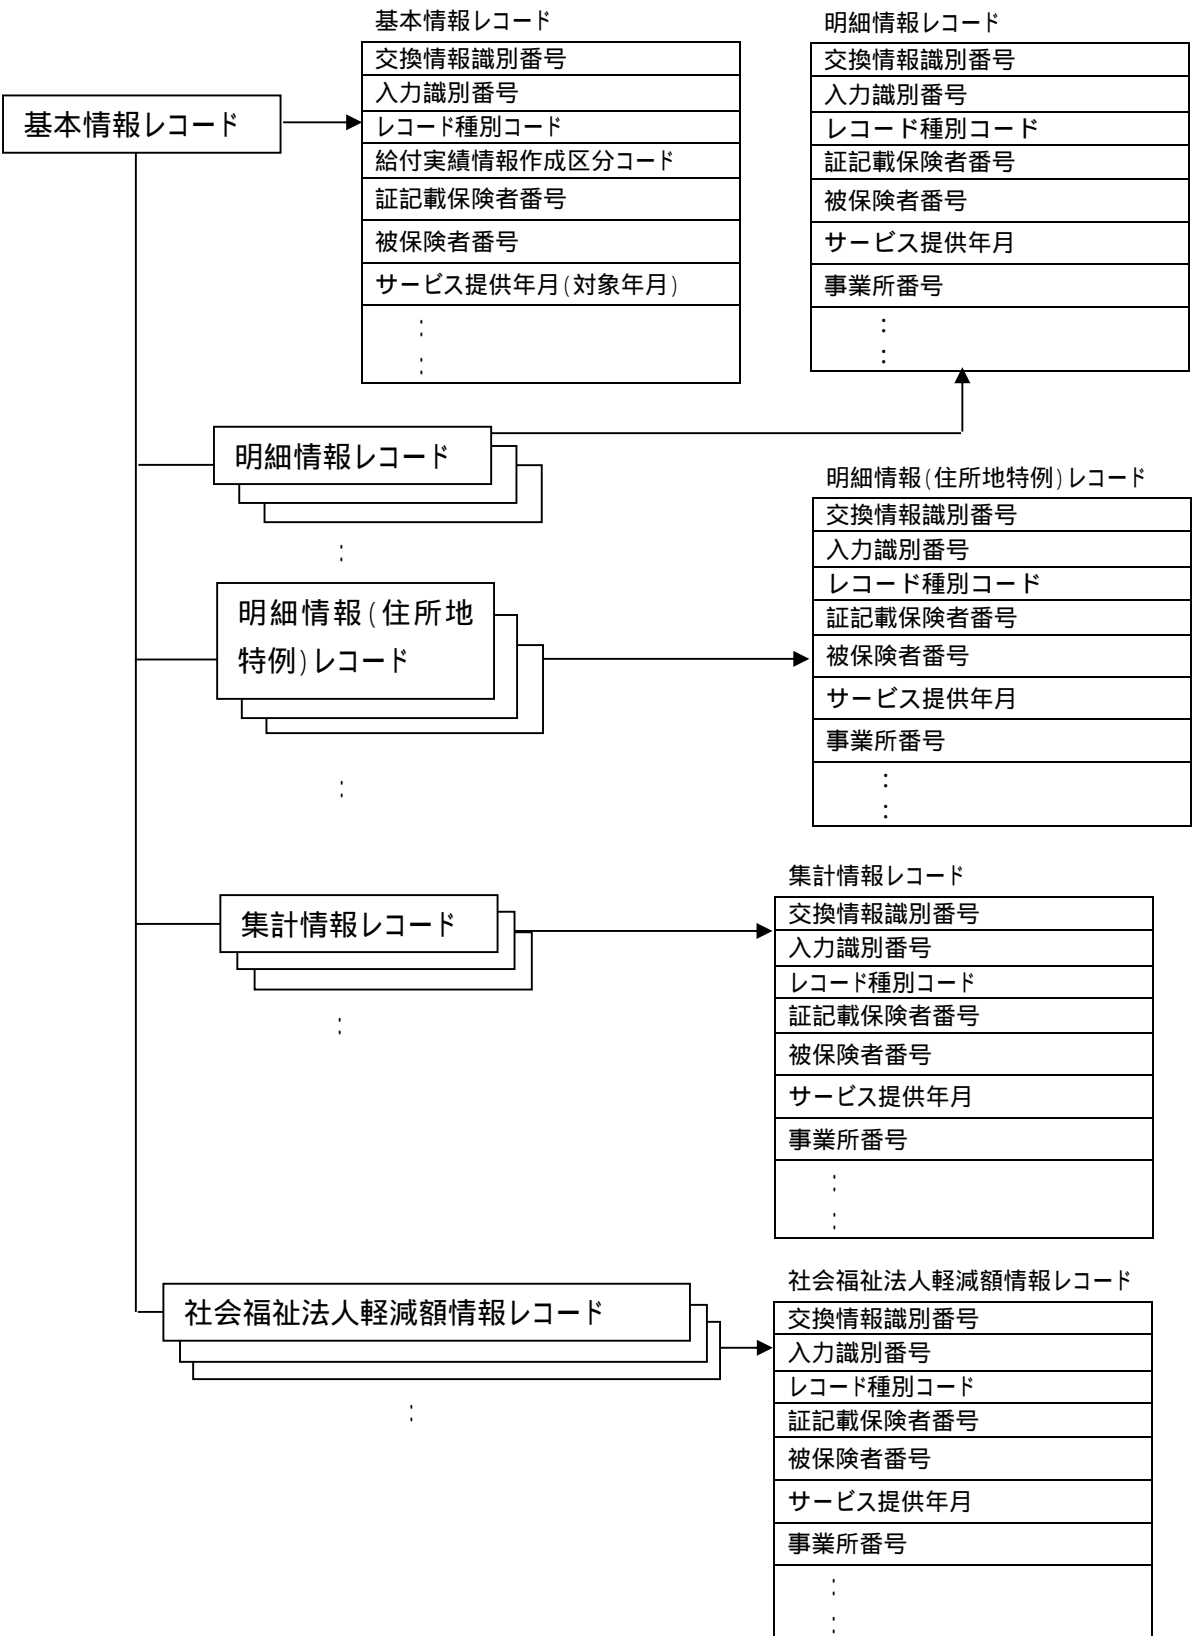 基本情報レコード
基本情報レコード
交換情報識別番号
入力識別番号
レコード種別コード
給付実績情報作成区分コード
証記載保険者番号
被保険者番号
サービス提供年月(対象年月)
:
:
明細情報レコード
交換情報識別番号
入力識別番号
レコード種別コード
証記載保険者番号
被保険者番号
サービス提供年月
事業所番号
:
:
明細情報レコード
:
明細情報(住所地
特例)レコード
:
明細情報(住所地特例)レコード
交換情報識別番号
入力識別番号
レコード種別コード
証記載保険者番号
被保険者番号
サービス提供年月
事業所番号
:
:
集計情報レコード
:
集計情報レコード
交換情報識別番号
入力識別番号
レコード種別コード
証記載保険者番号
被保険者番号
サービス提供年月
事業所番号
:
:
社会福祉法人軽減額情報レコード
:
社会福祉法人軽減額情報レコード
交換情報識別番号
入力識別番号
レコード種別コード
証記載保険者番号
被保険者番号
サービス提供年月
事業所番号
:
: